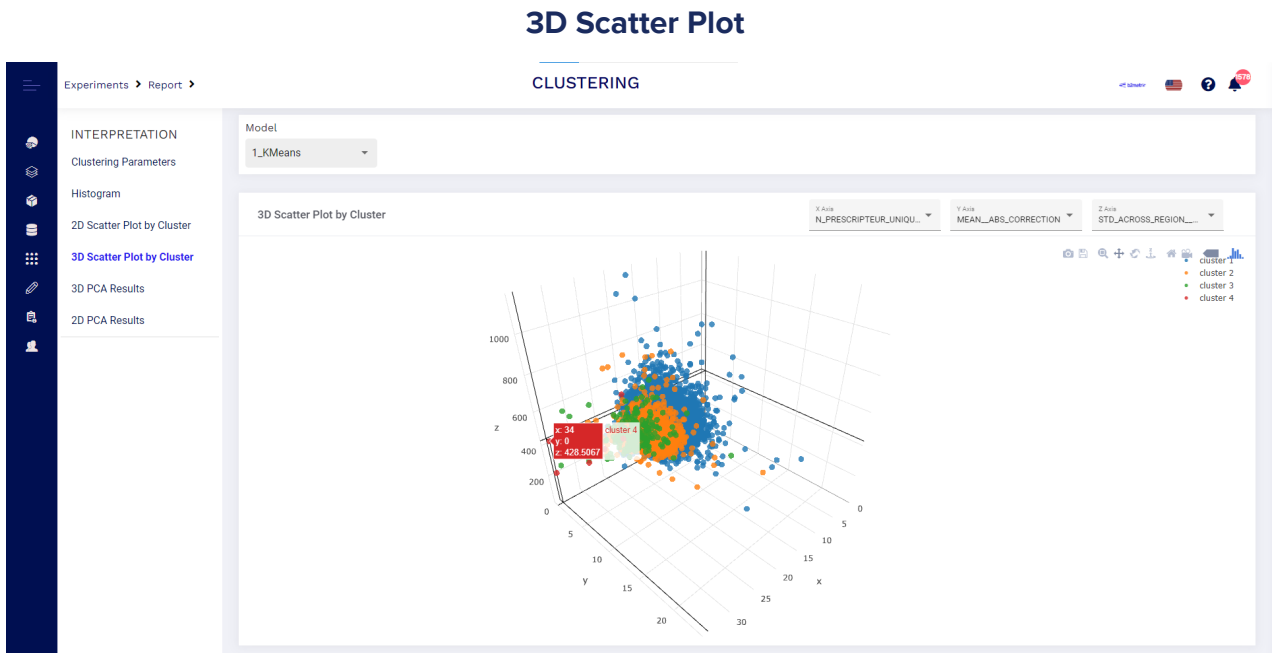 3D Scatter Plot
Experiments > Report >
CLUSTERING
1578
INTERPRETATION
Clustering Parameters
Histogram
2D Scatter Plot by Cluster
3D Scatter Plot by Cluster
3D PCA Results
2D PCA Results
Model
1_KMeans
3D Scatter Plot by Cluster
X Axis
N_PRESCRIPTEUR_UNIQU...
Y Axis
MEAN__ABS_CORRECTION
Z Axis
STD_ACROSS_REGION__...
cluster 1
cluster 2
cluster 3
cluster 4
1000
800
600
z
400
200
0
x: 34
y: 0
z: 428.5067
cluster 4
5
10
y
15
20
0
5
10
15
20
x
25
30